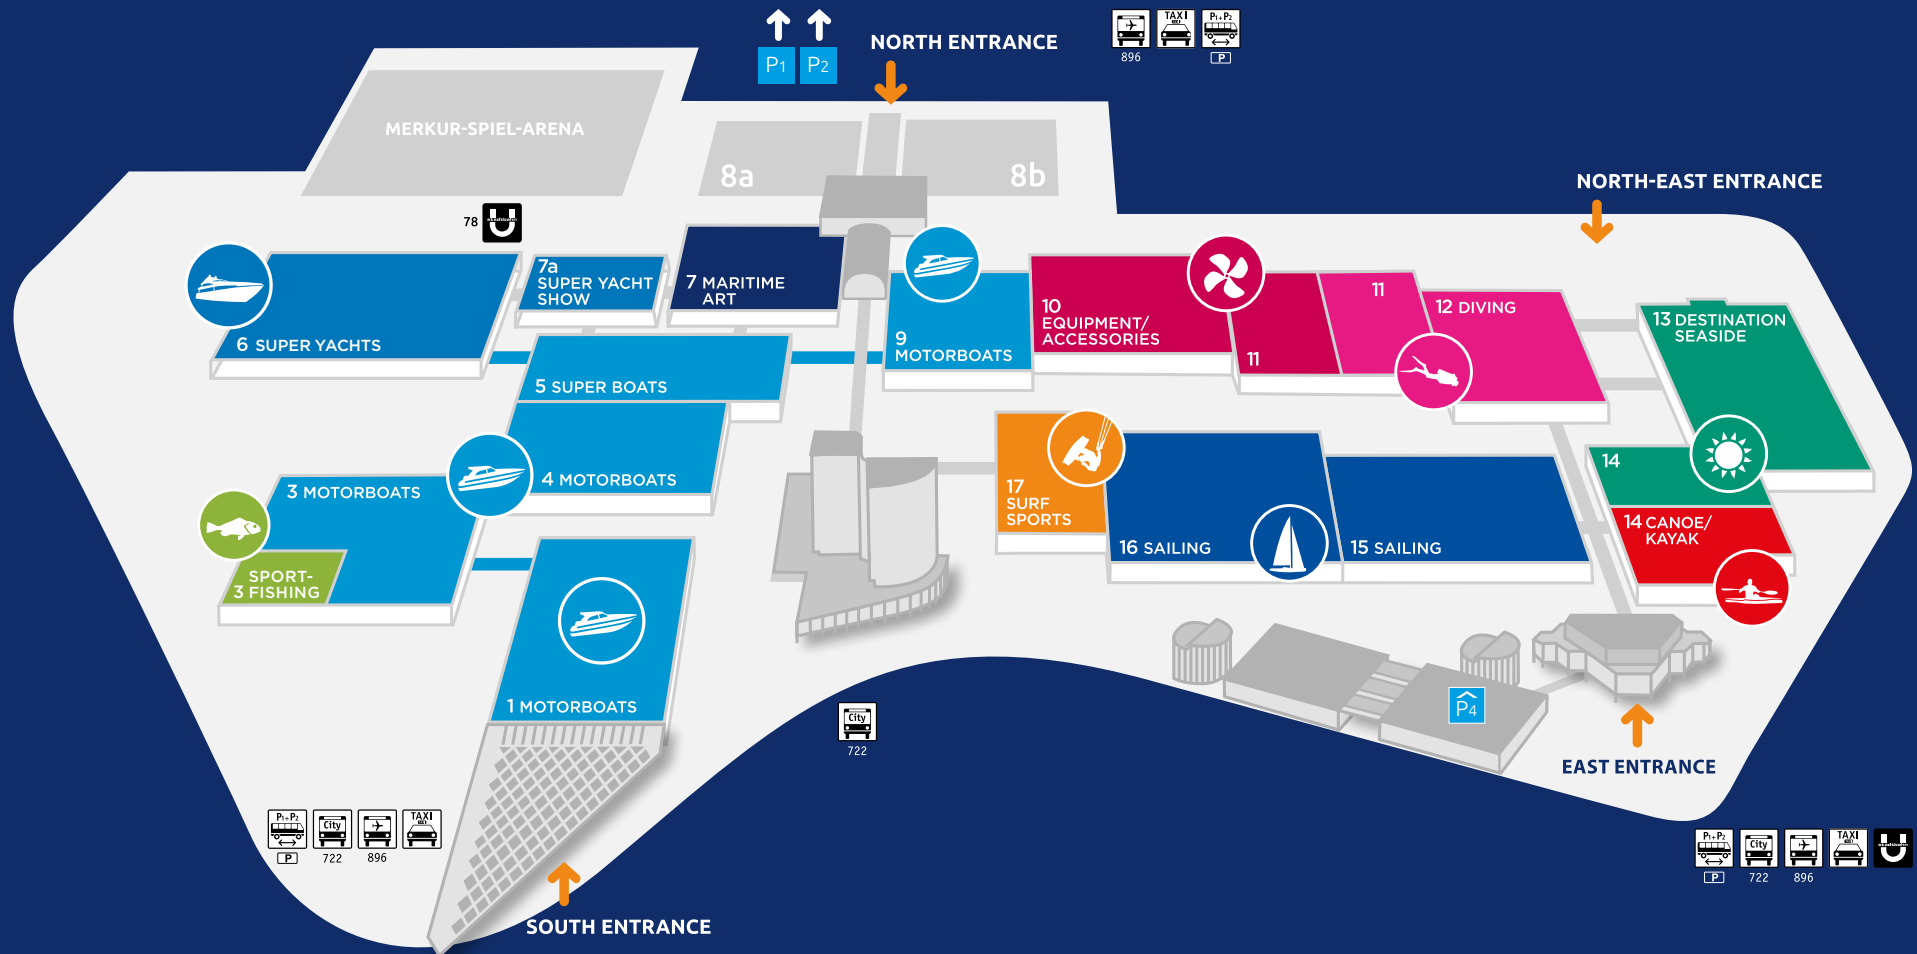 P1 P2
NORTH ENTRANCE
TAXI
P1+P2
896
P
MERKUR-SPIEL-ARENA
8a
8b
NORTH-EAST ENTRANCE
78
7a
SUPER YACHT
SHOW
7 MARITIME
ART
6 SUPER YACHTS
5 SUPER BOATS
9
MOTORBOATS
10
EQUIPMENT/
ACCESSORIES
11
11
12 DIVING
13 DESTINATION
SEASIDE
3 MOTORBOATS
4 MOTORBOATS
17
SURF
SPORTS
16 SAILING
15 SAILING
14
14 CANOE/
KAYAK
SPORT-
3 FISHING
1 MOTORBOATS
P4
City
722
EAST ENTRANCE
P1+P2
City
TAXI
P
722
896
P1+P2
City
TAXI
P
722
896
SOUTH ENTRANCE